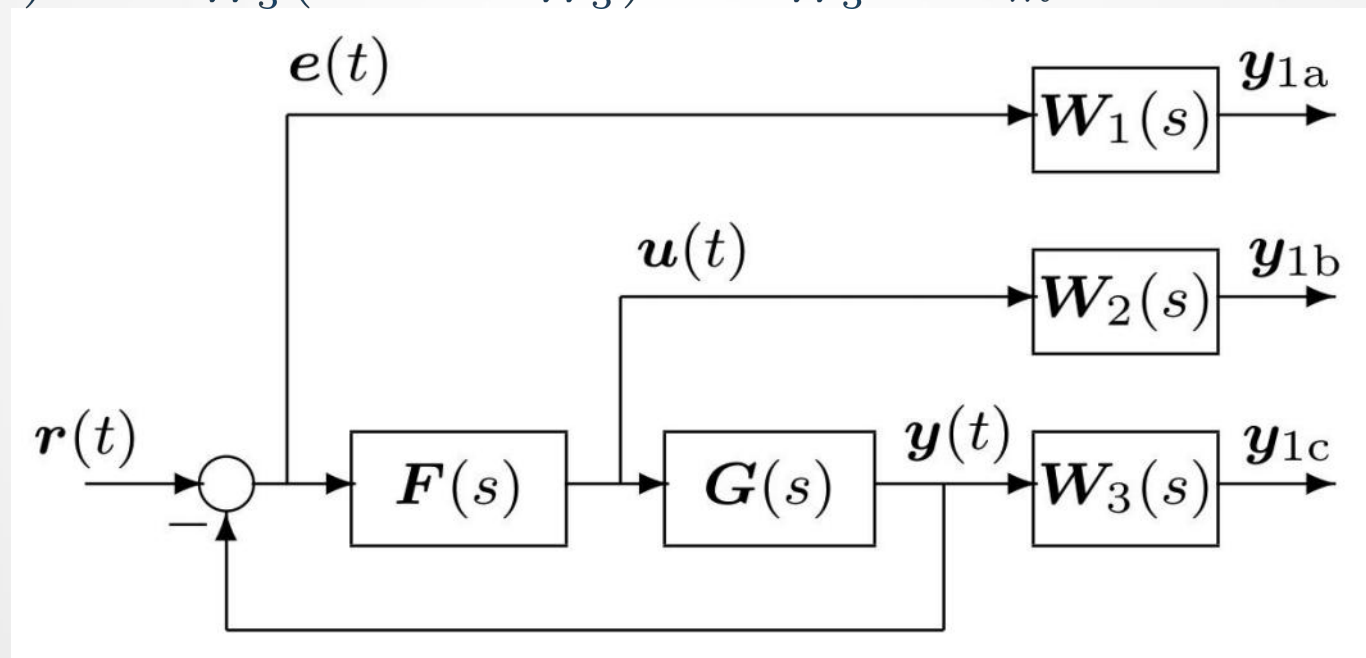 e(t)
y₁ₐ
W₁(s)
u(t)
y₁b
W₂(s)
r(t)
y(t)
y₁c
F(s)
G(s)
W₃(s)
−